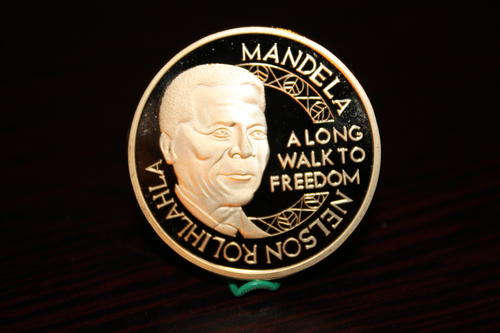 NELSON ROLIHLAHLA
MANDELA
A LONG
WALK TO
FREEDOM